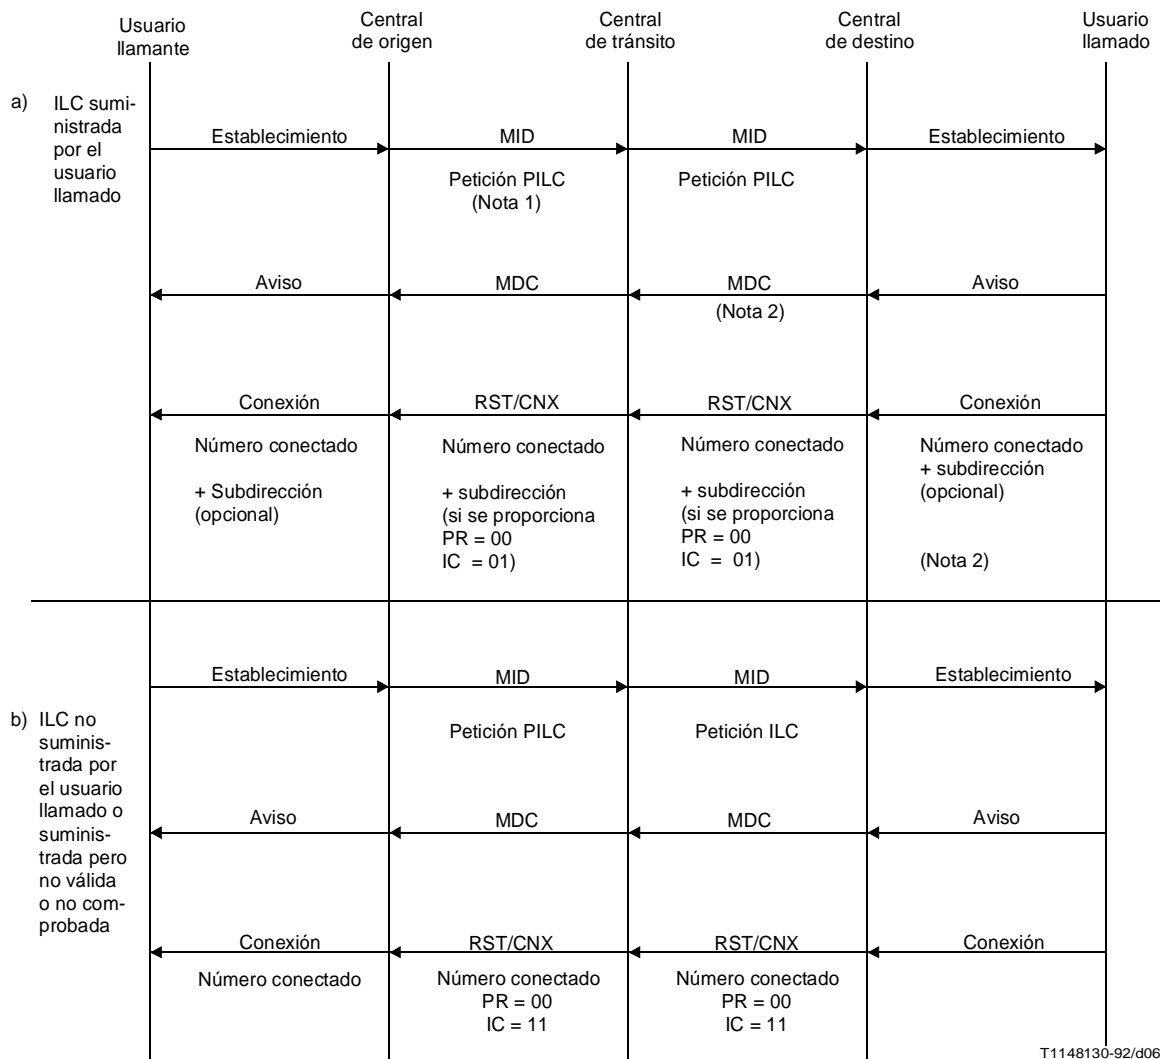 Usuario
llamante
Central
de origen
Central
de tránsito
Central
de destino
Usuario
llamado
a) ILC sumi-
nistrada
por el
usuario
llamado
Establecimiento
MID
MID
Establecimiento
Petición PILC
(Nota 1)
Petición PILC
Aviso
MDC
MDC
Aviso
(Nota 2)
Conexión
RST/CNX
RST/CNX
Conexión
Número conectado
+ Subdirección
(opcional)
Número conectado
+ subdirección
(si se proporciona
PR = 00
IC = 01)
Número conectado
+ subdirección
(si se proporciona
PR = 00
IC = 01)
Número conectado
+ subdirección
(opcional)
(Nota 2)
b) ILC no
suminis-
trada por
el usuario
llamado o
suminis-
trada pero
no válida
o no com-
probada
Establecimiento
MID
MID
Establecimiento
Petición PILC
Petición ILC
Aviso
MDC
MDC
Aviso
Conexión
RST/CNX
RST/CNX
Conexión
Número conectado
Número conectado
PR = 00
IC = 11
Número conectado
PR = 00
IC = 11
T1148130-92/d06